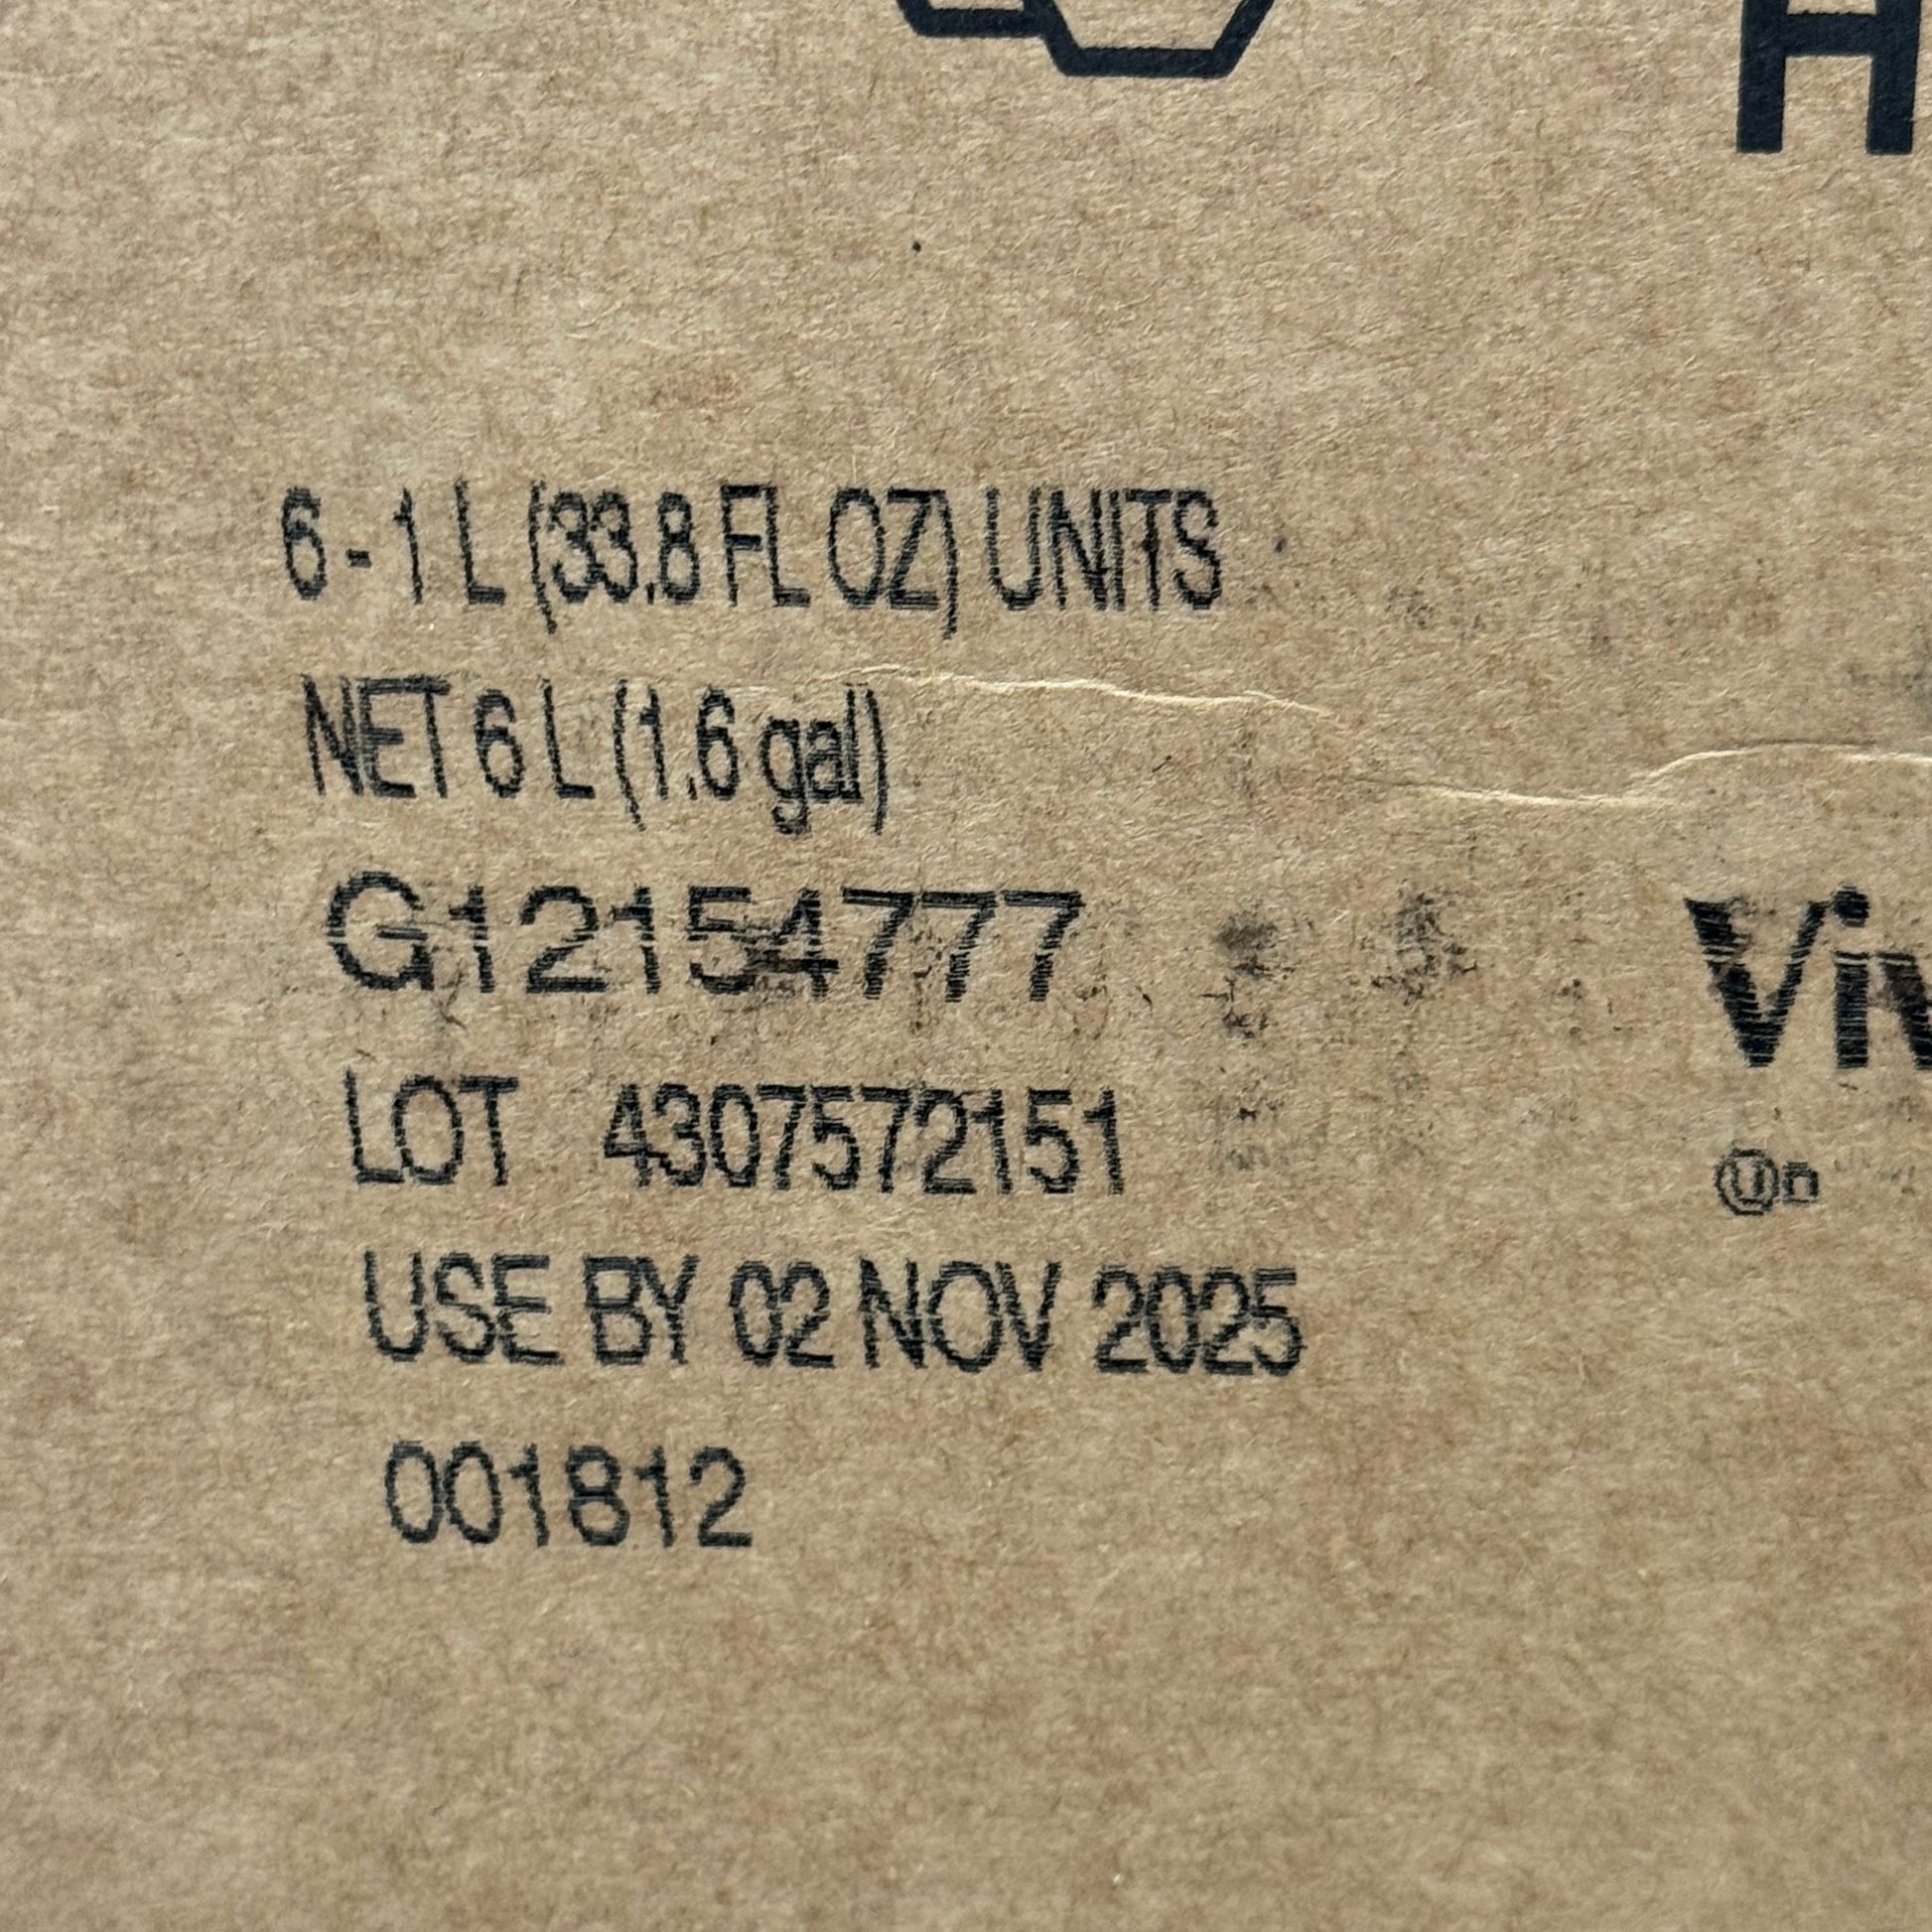 H
6 - 1 L (33.8 FL OZ) UNITS
NET 6 L (1.6 gal)
G12154777
LOT 4307572151
USE BY 02 NOV 2025
001812